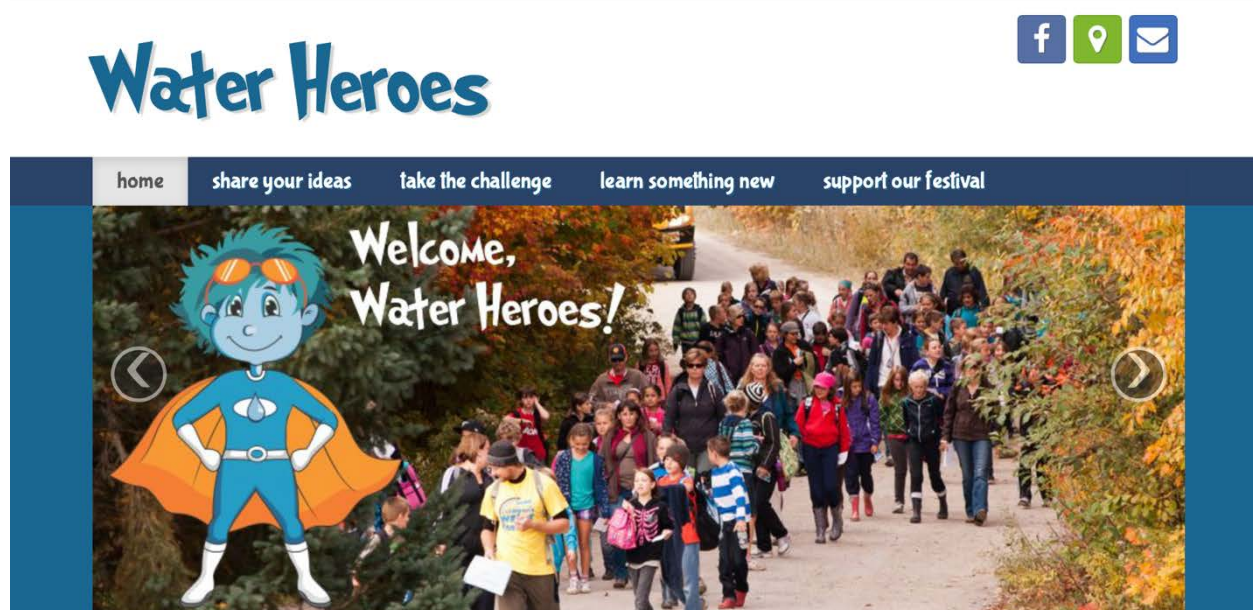 Water Heroes
home share your ideas take the challenge learn something new support our festival
Welcome,
Water Heroes!